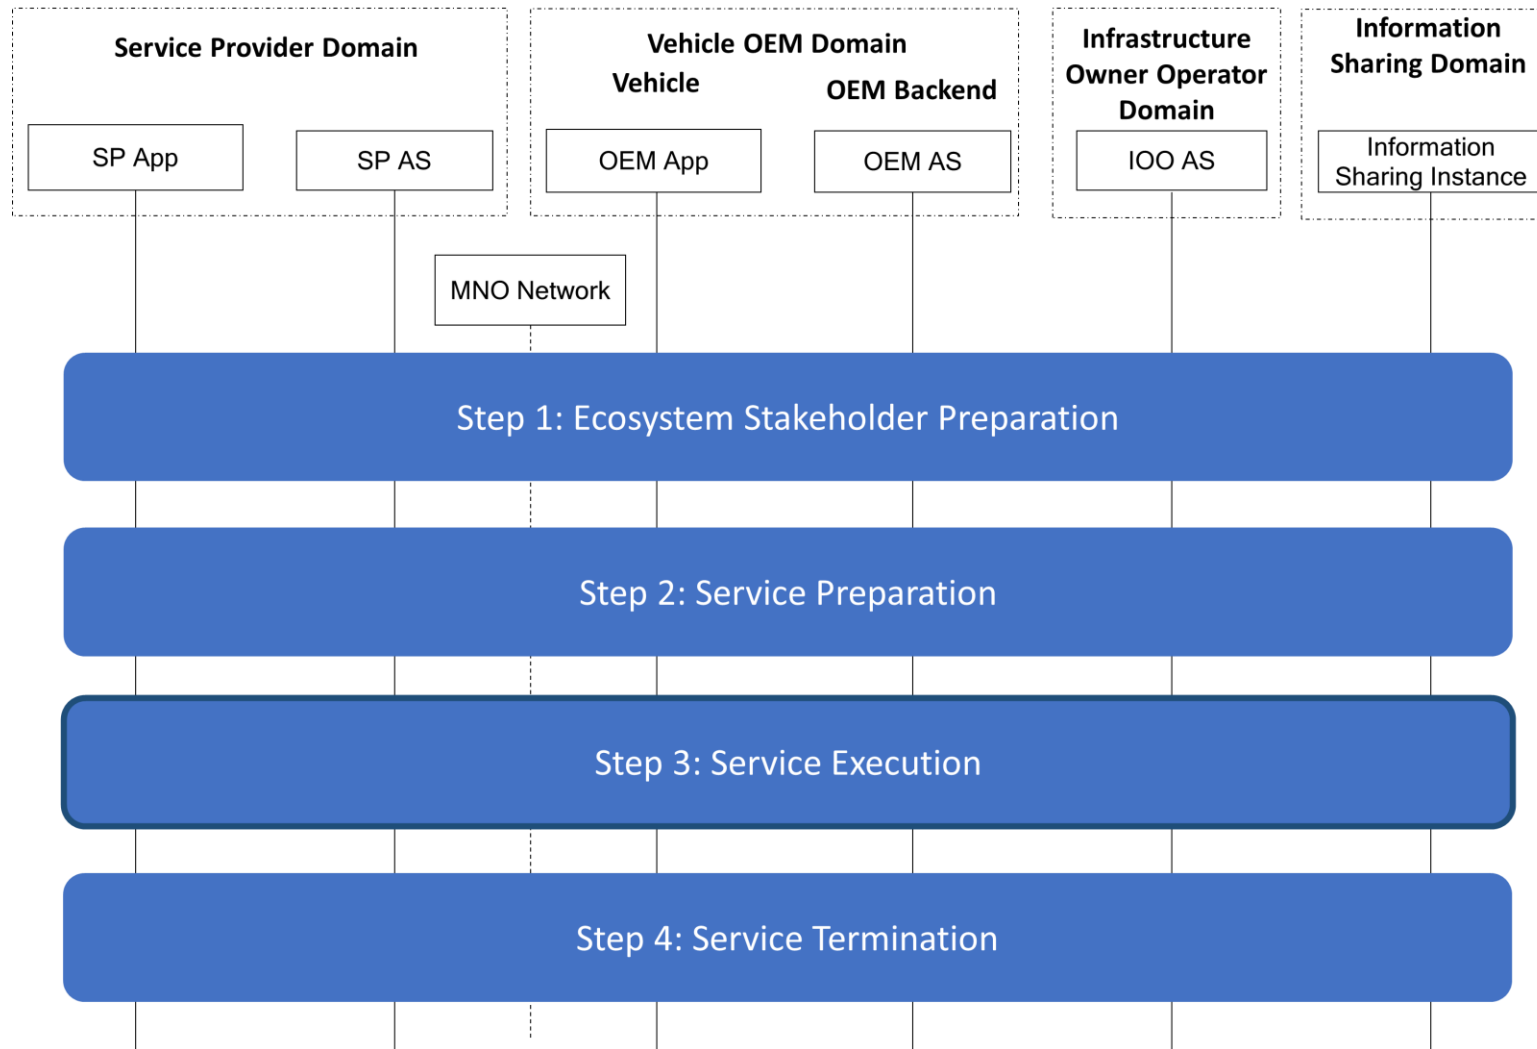 Service Provider Domain
Vehicle OEM Domain
Vehicle
OEM Backend
Infrastructure
Owner Operator
Domain
Information
Sharing Domain
SP App
SP AS
OEM App
OEM AS
IOO AS
Information
Sharing Instance
MNO Network
Step 1: Ecosystem Stakeholder Preparation
Step 2: Service Preparation
Step 3: Service Execution
Step 4: Service Termination